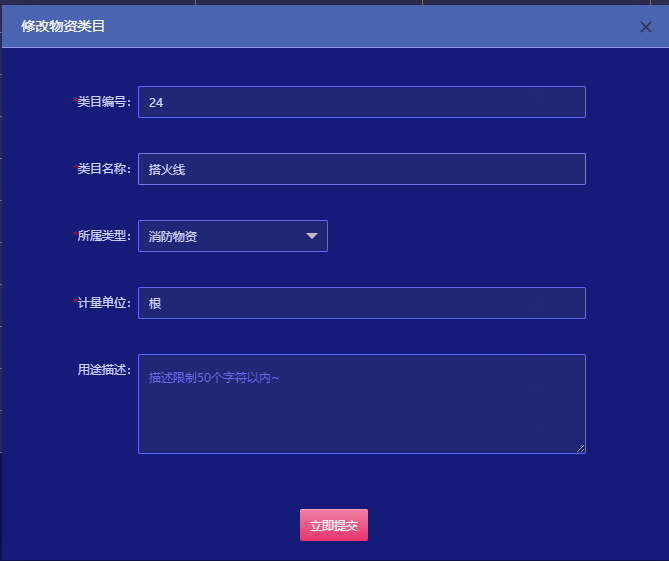 修改物资类目
*类目编号： 24
*类目名称： 搭火线
*所属类型： 消防物资
*计量单位： 根
用途描述： 描述限制50个字符以内~
立即提交